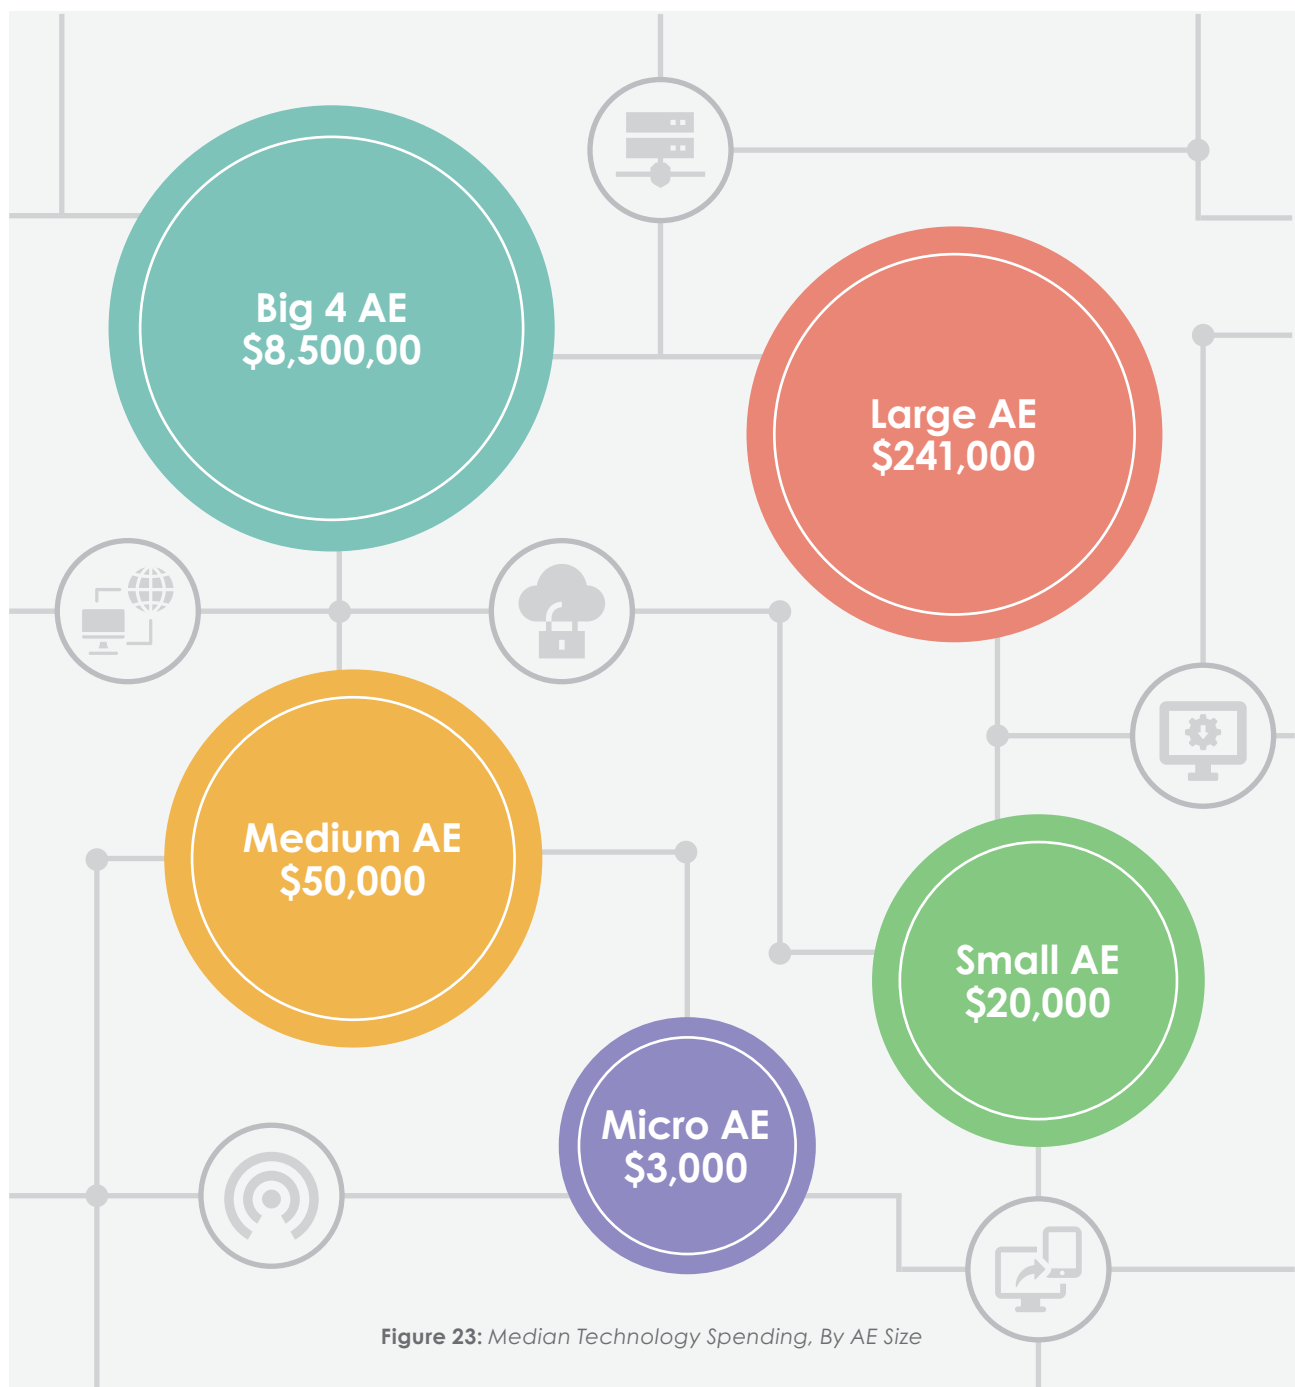 Big 4 AE
$8,500,00
Large AE
$241,000
Medium AE
$50,000
Small AE
$20,000
Micro AE
$3,000
Figure 23: Median Technology Spending, By AE Size